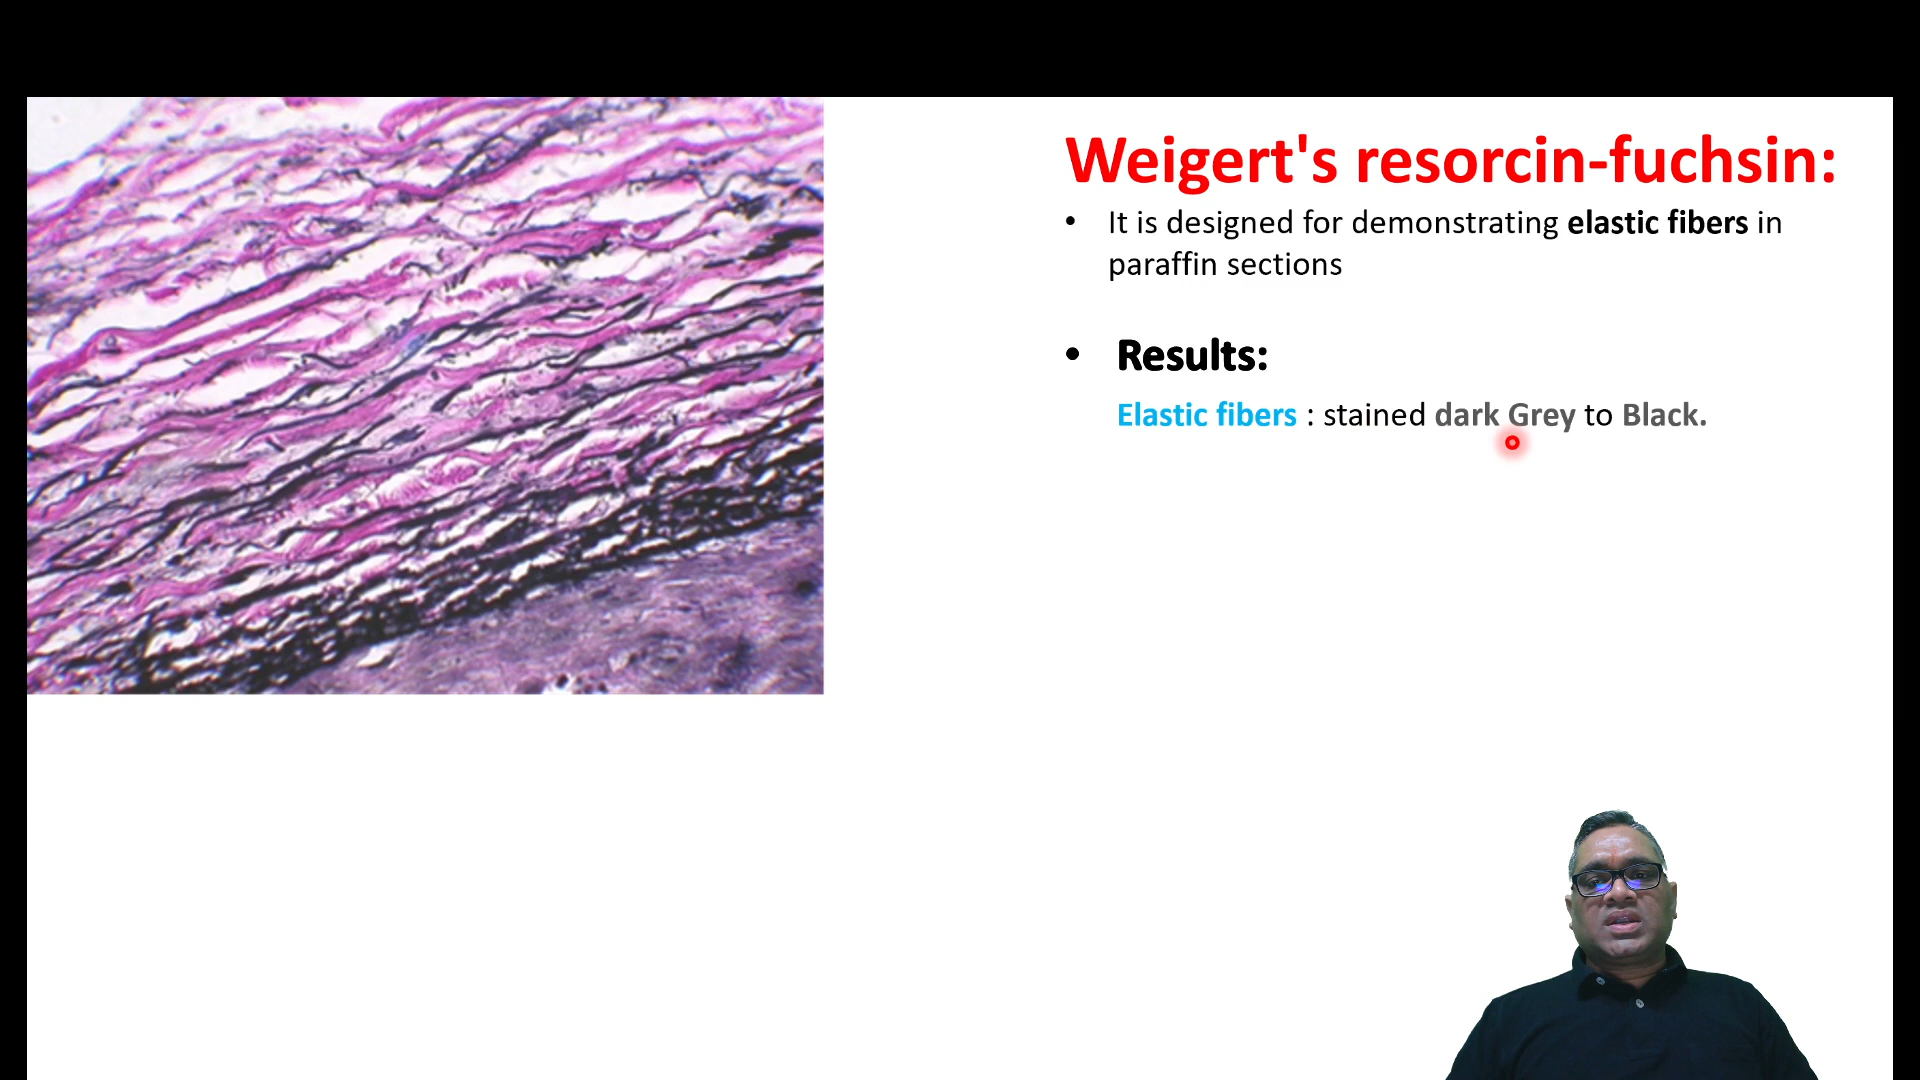 Weigert's resorcin-fuchsin:
• It is designed for demonstrating elastic fibers in
paraffin sections
• Results:
Elastic fibers : stained dark Grey to Black.